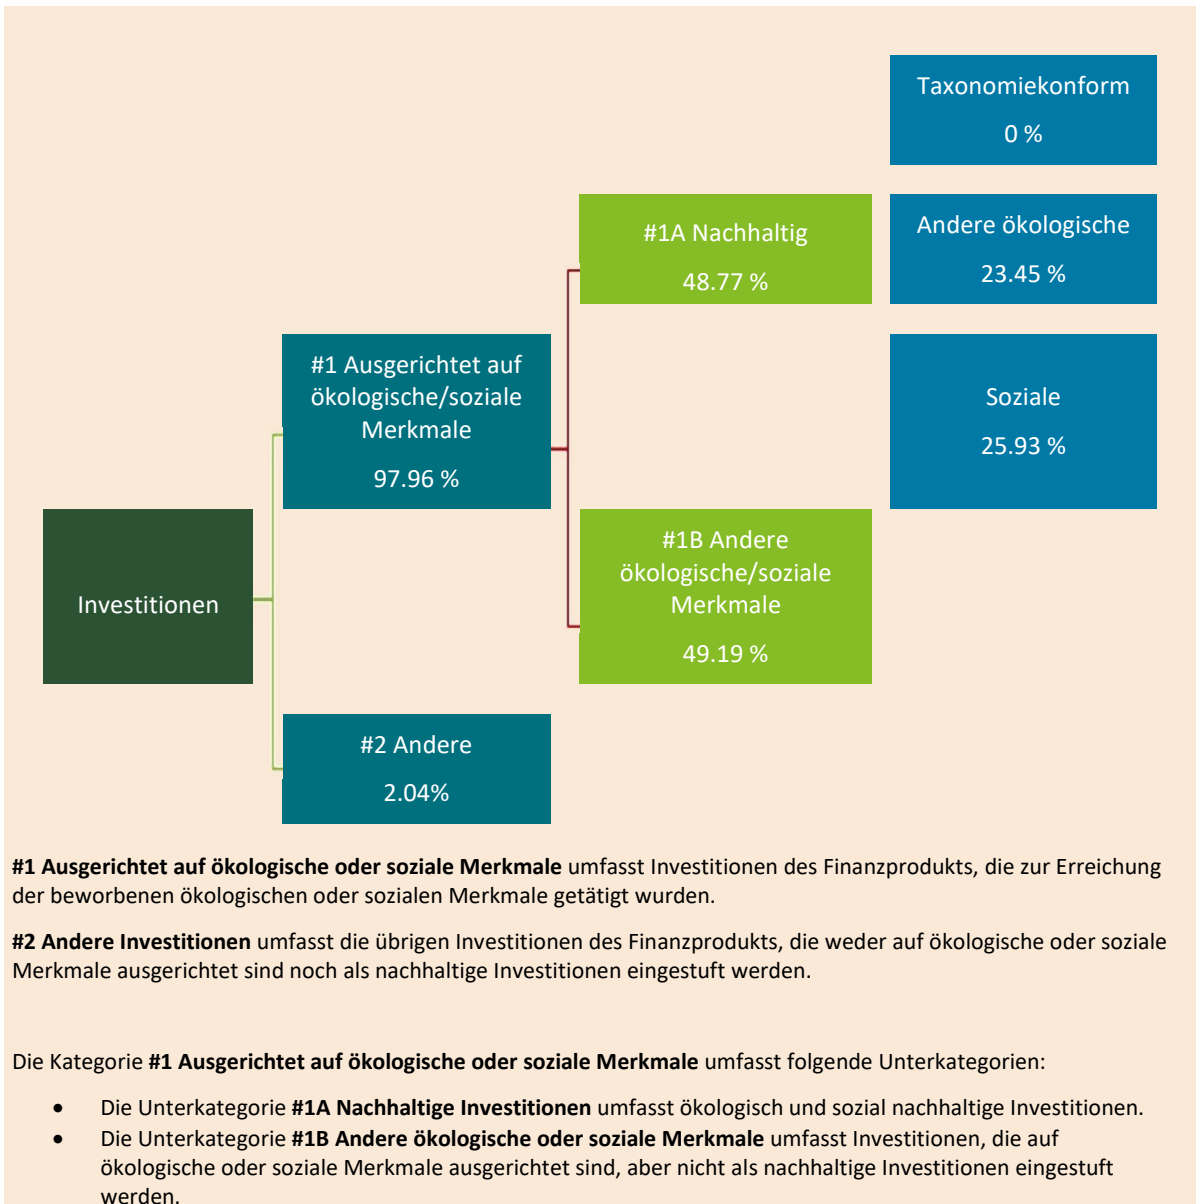 Taxonomiekonform
0 %
#1A Nachhaltig
48.77 %
Andere ökologische
23.45 %
#1 Ausgerichtet auf
ökologische/soziale
Merkmale
97.96 %
Soziale
25.93 %
Investitionen
#1B Andere
ökologische/soziale
Merkmale
49.19 %
#2 Andere
2.04%
#1 Ausgerichtet auf ökologische oder soziale Merkmale umfasst Investitionen des Finanzprodukts, die zur Erreichung
der beworbenen ökologischen oder sozialen Merkmale getätigt wurden.
#2 Andere Investitionen umfasst die übrigen Investitionen des Finanzprodukts, die weder auf ökologische oder soziale
Merkmale ausgerichtet sind noch als nachhaltige Investitionen eingestuft werden.
Die Kategorie #1 Ausgerichtet auf ökologische oder soziale Merkmale umfasst folgende Unterkategorien:
• Die Unterkategorie #1A Nachhaltige Investitionen umfasst ökologisch und sozial nachhaltige Investitionen.
• Die Unterkategorie #1B Andere ökologische oder soziale Merkmale umfasst Investitionen, die auf
ökologische oder soziale Merkmale ausgerichtet sind, aber nicht als nachhaltige Investitionen eingestuft
werden.